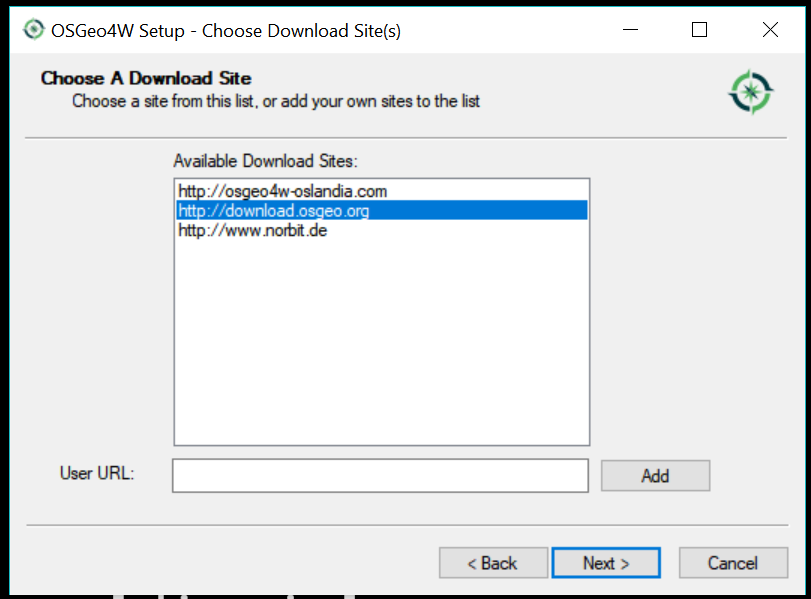 OSGeo4W Setup - Choose Download Site(s)
Choose A Download Site
Choose a site from this list, or add your own sites to the list
Available Download Sites:
http://osgeo4w-oslandia.com
http://download.osgeo.org
http://www.norbit.de
User URL:
Add
< Back
Next >
Cancel